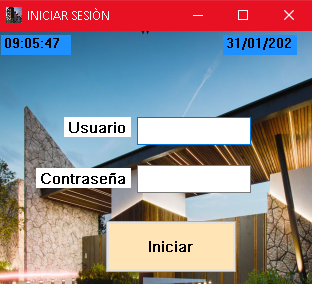 INICIAR SESIÒN
09:05:47
31/01/202
Usuario
Contraseña
Iniciar